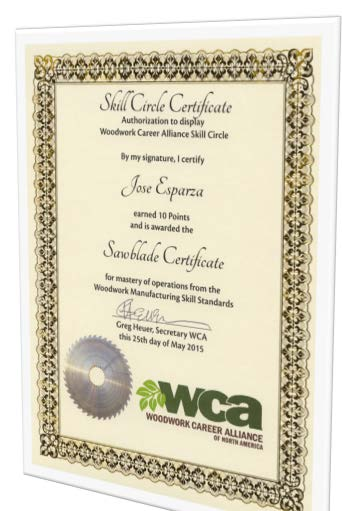 Skill Circle Certificate
Authorization to display
Woodwork Career Alliance Skill Circle
By my signature, I certify
Jose Esparza
earned 10 Points
and is awarded the
Sawblade Certificate
for mastery of operations from the
Woodwork Manufacturing Skill Standards
Greg Heuer, Secretary WCA
this 25th day of May 2015
wca
WOODWORK CAREER ALLIANCE
OF NORTH AMERICA